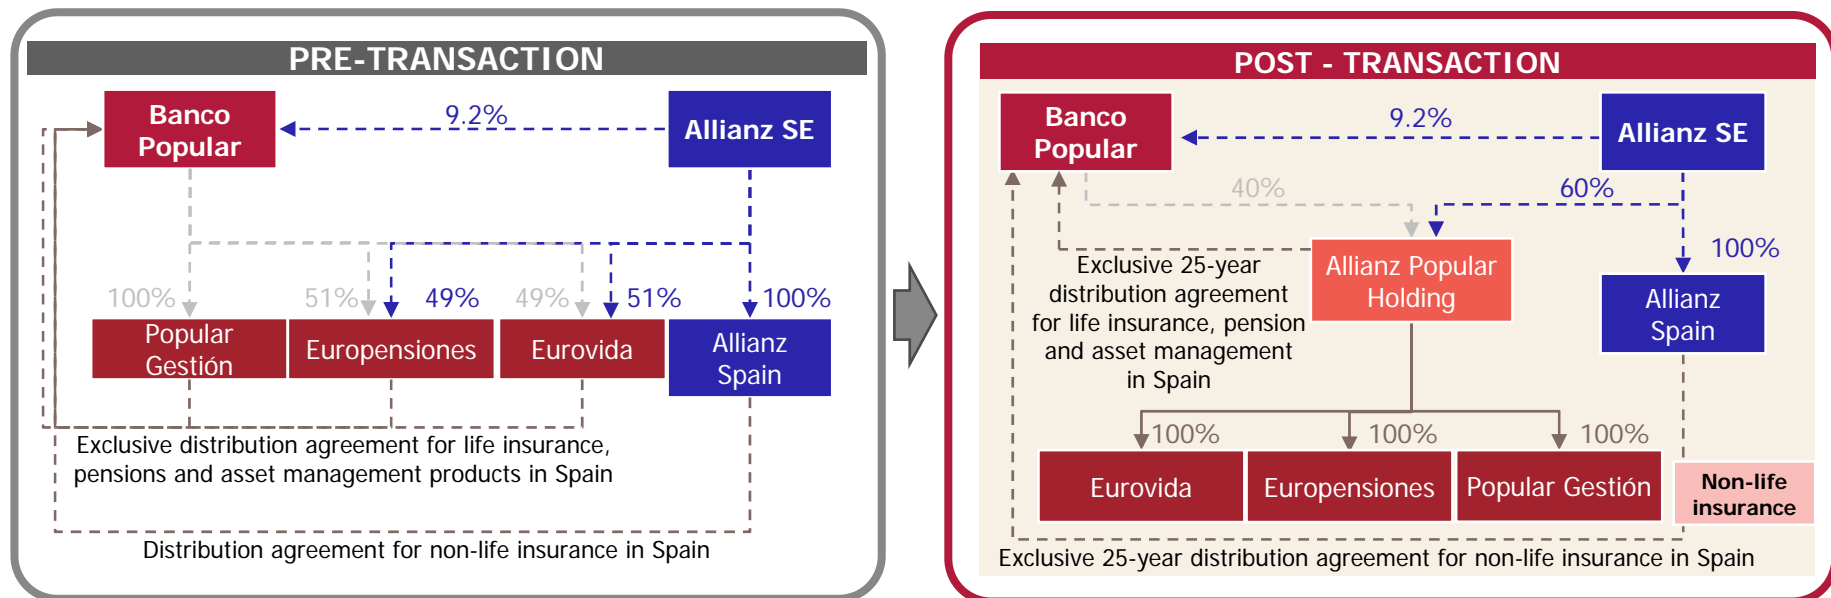 PRE-TRANSACTION
Banco
Popular
9.2%
Allianz SE
100%
51%
49%
49%
51%
100%
Popular
Gestión
Europensiones
Eurovida
Allianz
Spain
Exclusive distribution agreement for life insurance,
pensions and asset management products in Spain
Distribution agreement for non-life insurance in Spain
POST - TRANSACTION
Banco
Popular
9.2%
Allianz SE
40%
60%
100%
Allianz Popular
Holding
Allianz
Spain
Exclusive 25-year
distribution agreement
for life insurance, pension
and asset management
in Spain
100%
100%
100%
Eurovida
Europensiones
Popular Gestión
Non-life
insurance
Exclusive 25-year distribution agreement for non-life insurance in Spain